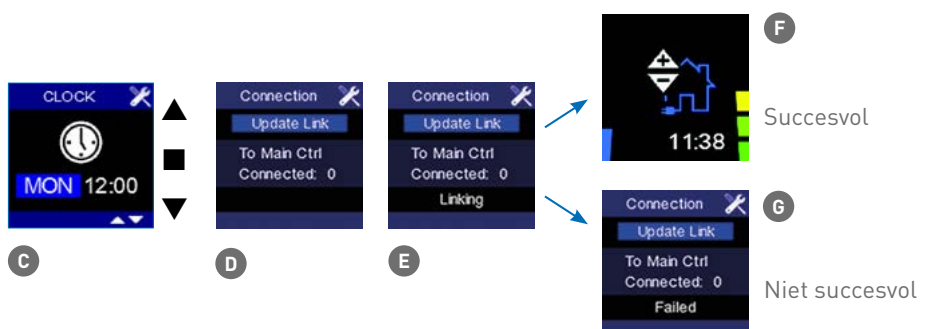 CLOCK
MON 12:00
C
Connection
Update Link
To Main Ctrl
Connected: 0
D
Connection
Update Link
To Main Ctrl
Connected: 0
Linking
E
F
11:38
Succesvol
Connection
Update Link
To Main Ctrl
Connected: 0
Failed
G
Niet succesvol